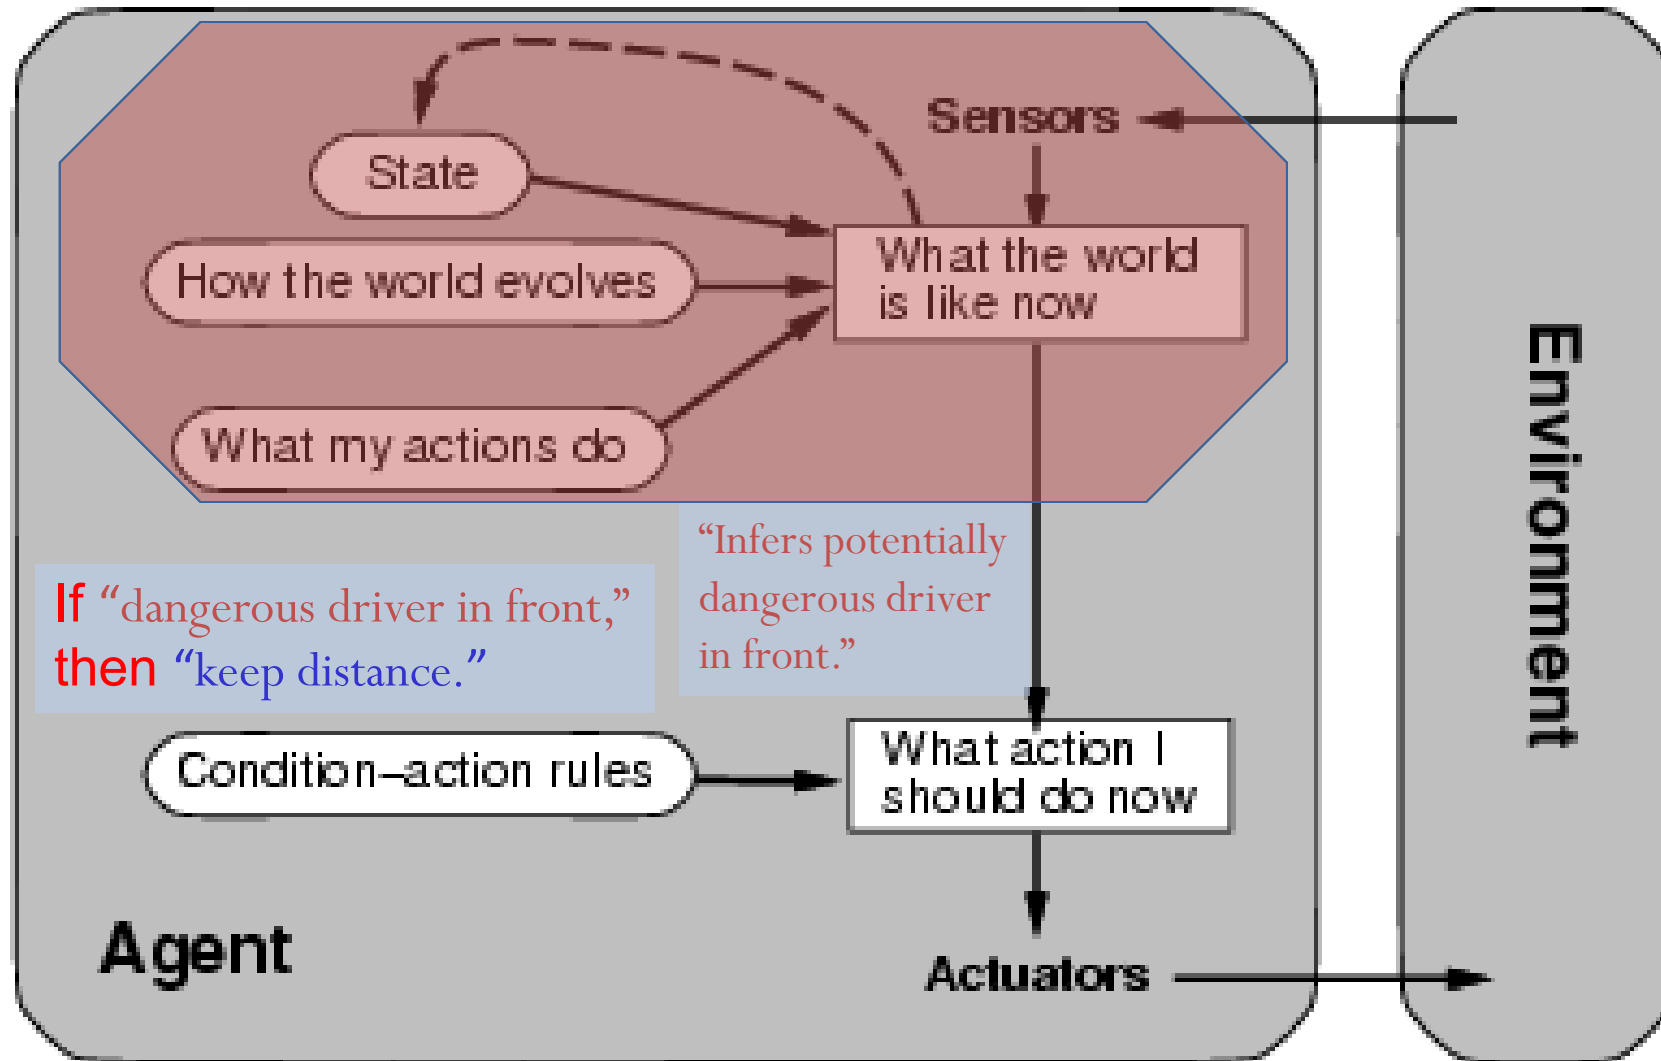 Sensors
State
What the world
is like now
How the world evolves
What my actions do
“Infers potentially
dangerous driver
in front.”
If “dangerous driver in front,”
then “keep distance.”
Condition–action rules
What action I
should do now
Agent
Actuators
Environment